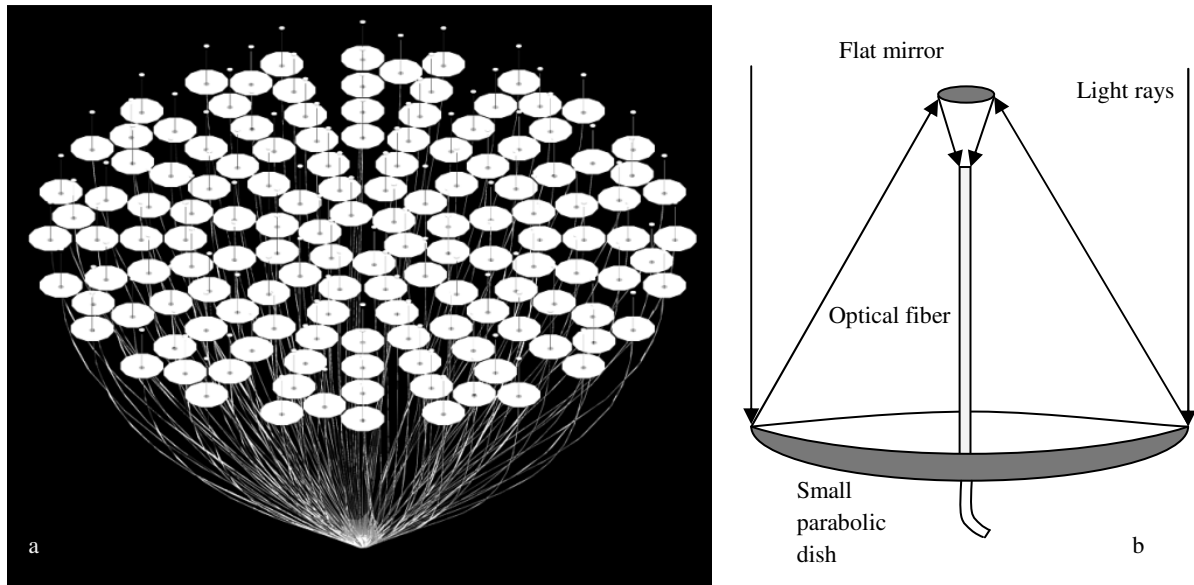 a
Flat mirror
Light rays
Optical fiber
Small
parabolic
dish
b